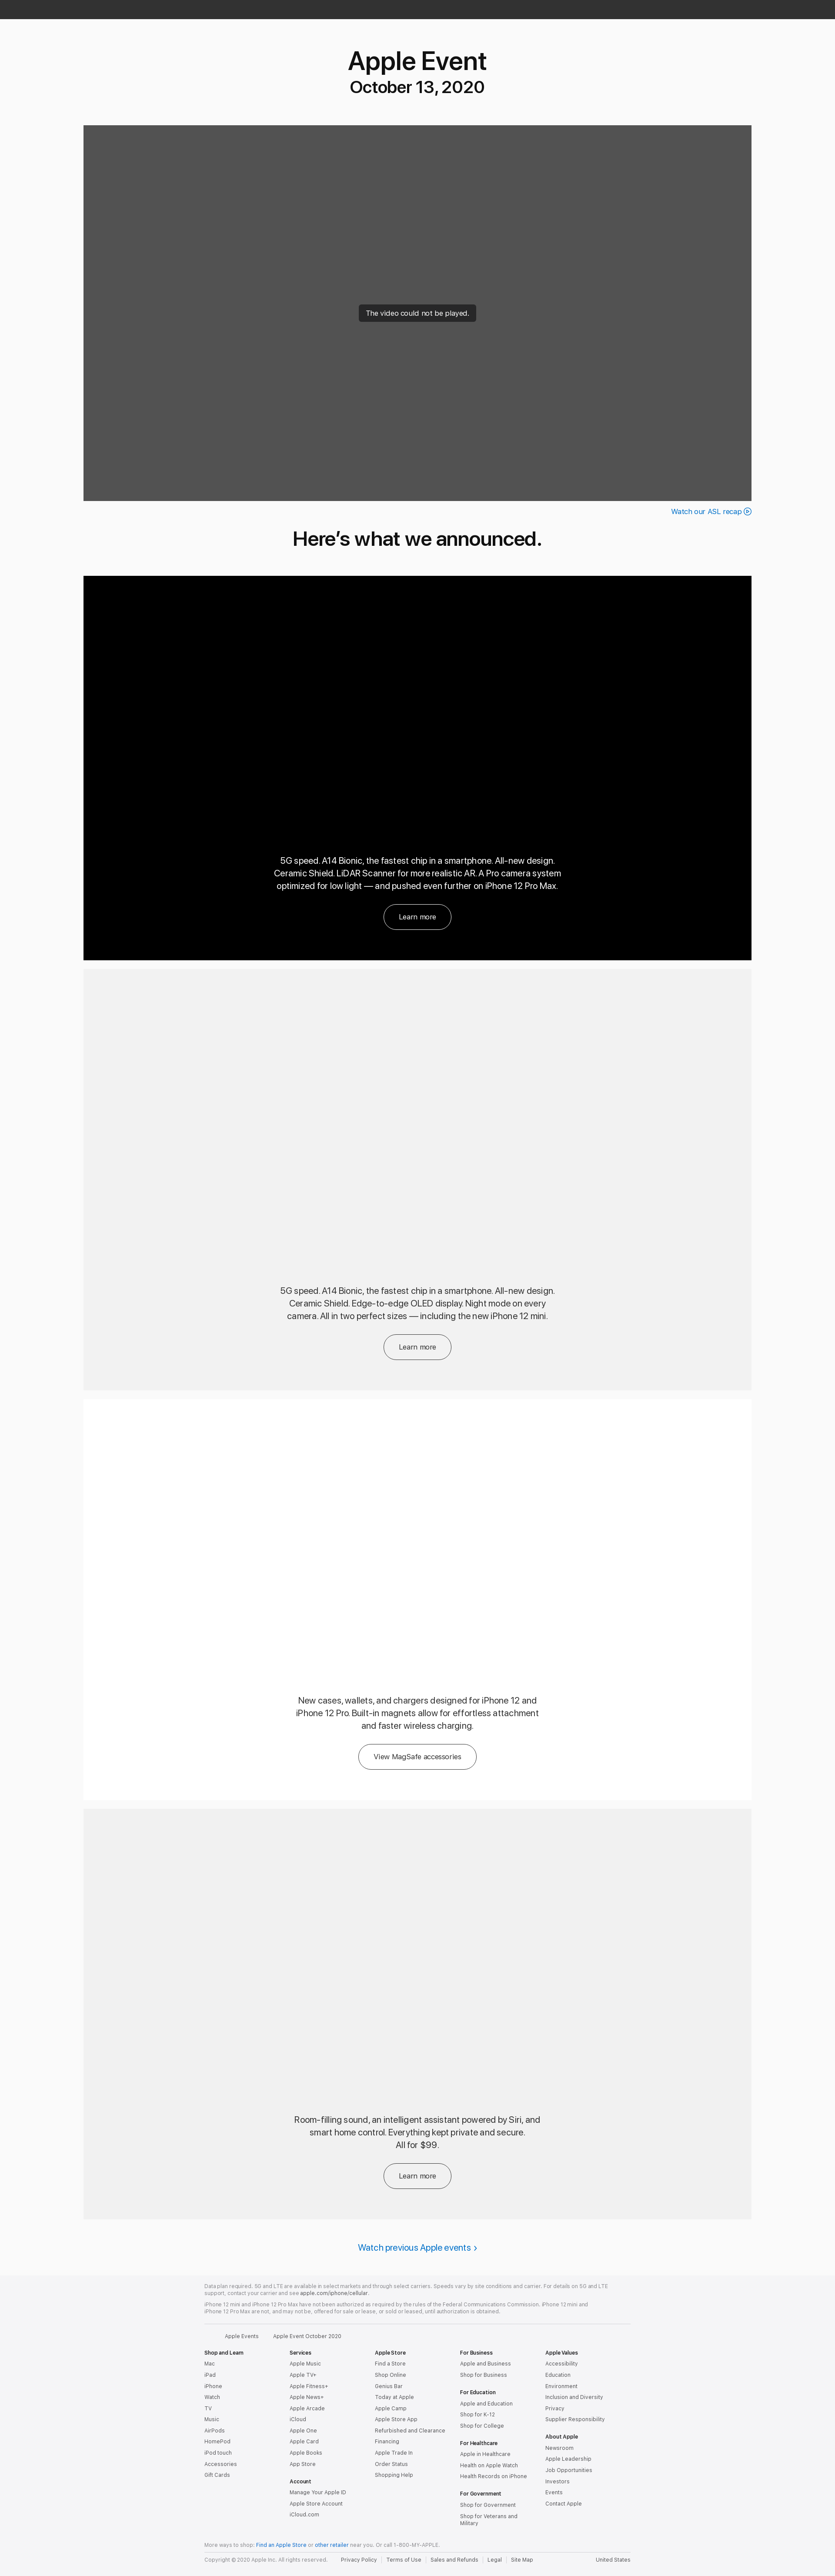 Apple Event
October 13, 2020
The video could not be played.
Watch our ASL recap
Here’s what we announced.
5G speed. A14 Bionic, the fastest chip in a smartphone. All-new design.
Ceramic Shield. LiDAR Scanner for more realistic AR. A Pro camera system
optimized for low light — and pushed even further on iPhone 12 Pro Max.
Learn more
5G speed. A14 Bionic, the fastest chip in a smartphone. All-new design.
Ceramic Shield. Edge-to-edge OLED display. Night mode on every
camera. All in two perfect sizes — including the new iPhone 12 mini.
Learn more
New cases, wallets, and chargers designed for iPhone 12 and
iPhone 12 Pro. Built-in magnets allow for effortless attachment
and faster wireless charging.
View MagSafe accessories
Room-filling sound, an intelligent assistant powered by Siri, and
smart home control. Everything kept private and secure.
All for $99.
Learn more
Watch previous Apple events
Data plan required. 5G and LTE are available in select markets and through select carriers. Speeds vary by site conditions and carrier. For details on 5G and LTE
support, contact your carrier and see apple.com/iphone/cellular.
iPhone 12 mini and iPhone 12 Pro Max have not been authorized as required by the rules of the Federal Communications Commission. iPhone 12 mini and
iPhone 12 Pro Max are not, and may not be, offered for sale or lease, or sold or leased, until authorization is obtained.
Apple Events
Apple Event October 2020
Shop and Learn
Mac
iPad
iPhone
Watch
TV
Music
AirPods
HomePod
iPod touch
Accessories
Gift Cards
Services
Apple Music
Apple TV+
Apple Fitness+
Apple News+
Apple Arcade
iCloud
Apple One
Apple Card
Apple Books
App Store
Account
Manage Your Apple ID
Apple Store Account
iCloud.com
Apple Store
Find a Store
Shop Online
Genius Bar
Today at Apple
Apple Camp
Apple Store App
Refurbished and Clearance
Financing
Apple Trade In
Order Status
Shopping Help
For Business
Apple and Business
Shop for Business
For Education
Apple and Education
Shop for K-12
Shop for College
For Healthcare
Apple in Healthcare
Health on Apple Watch
Health Records on iPhone
For Government
Shop for Government
Shop for Veterans and
Military
Apple Values
Accessibility
Education
Environment
Inclusion and Diversity
Privacy
Supplier Responsibility
About Apple
Newsroom
Apple Leadership
Job Opportunities
Investors
Events
Contact Apple
More ways to shop: Find an Apple Store or other retailer near you. Or call 1-800-MY-APPLE.
Copyright © 2020 Apple Inc. All rights reserved. Privacy Policy Terms of Use Sales and Refunds Legal Site Map United States